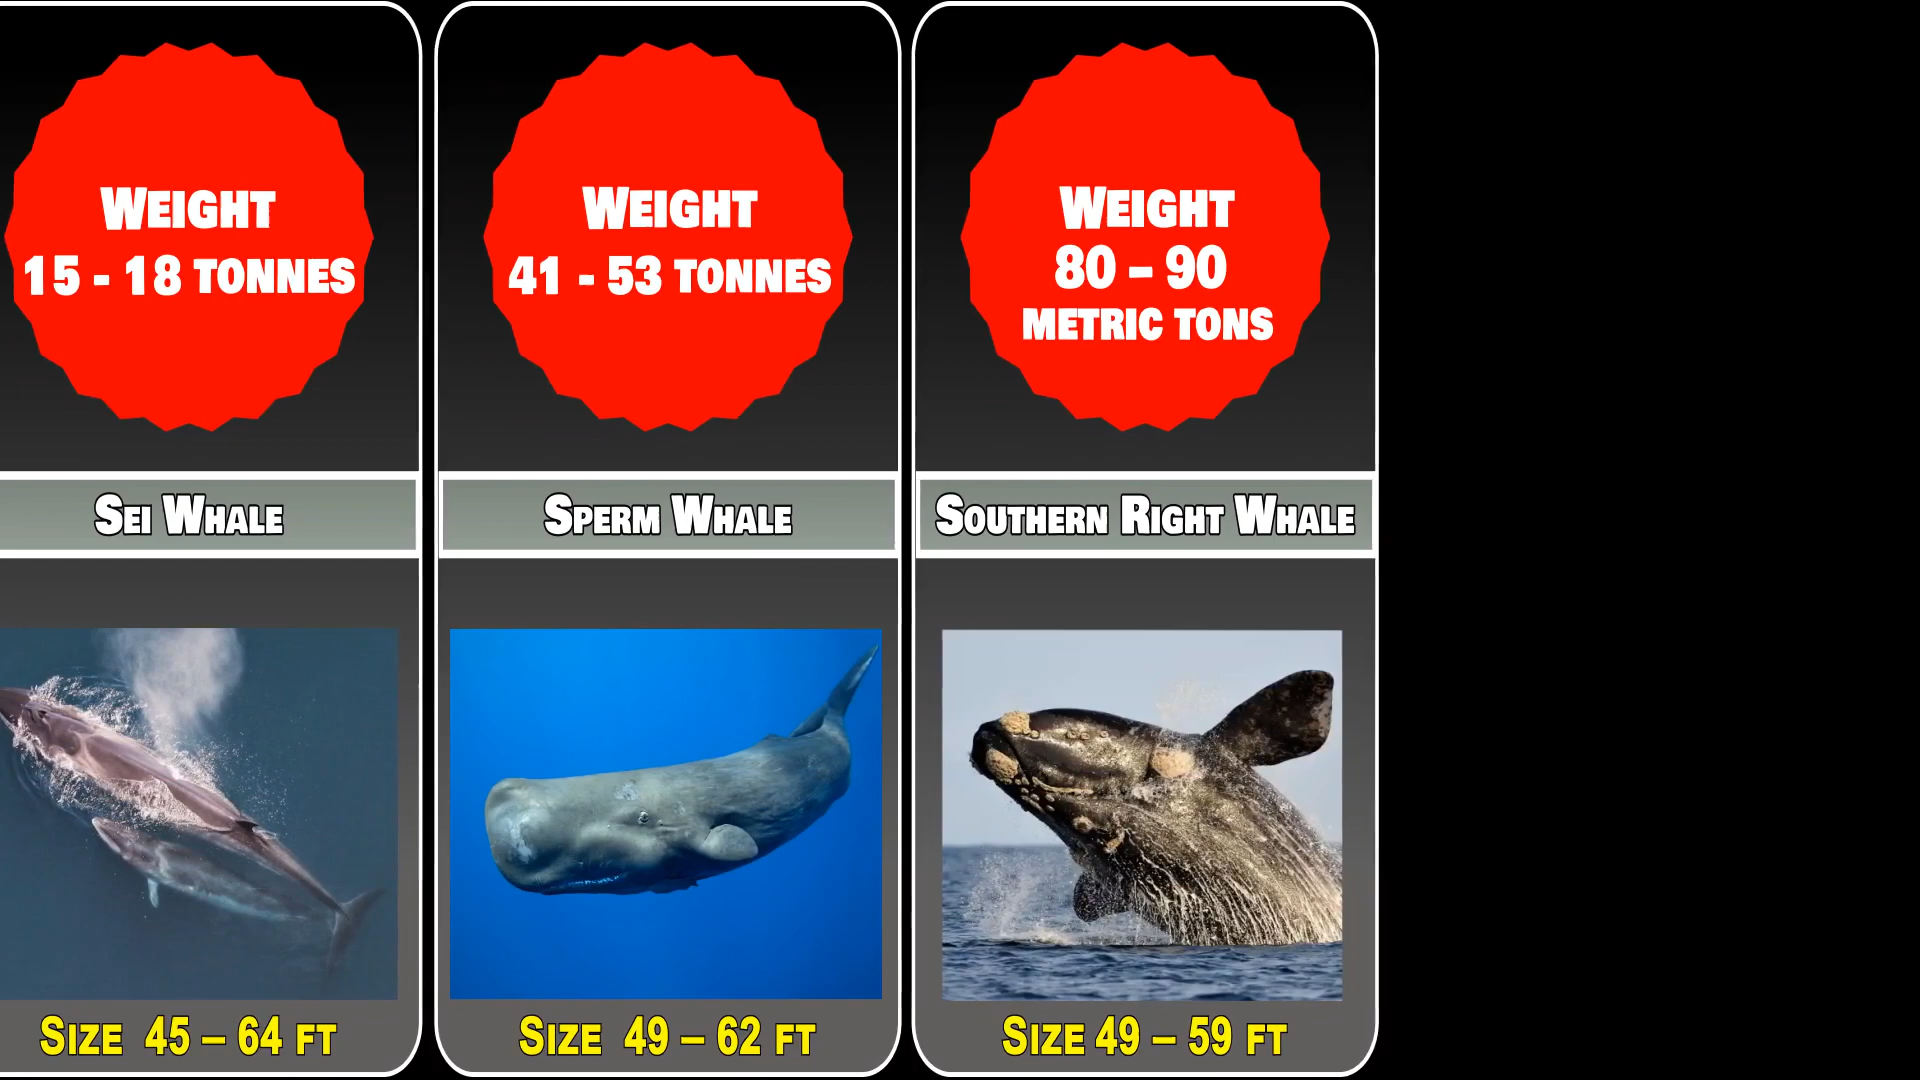 Weight
15 - 18 tonnes
Sei Whale
Size 45 – 64 ft
Weight
41 - 53 tonnes
Sperm Whale
Size 49 – 62 ft
Weight
80 – 90
metric tons
Southern Right Whale
Size 49 – 59 ft